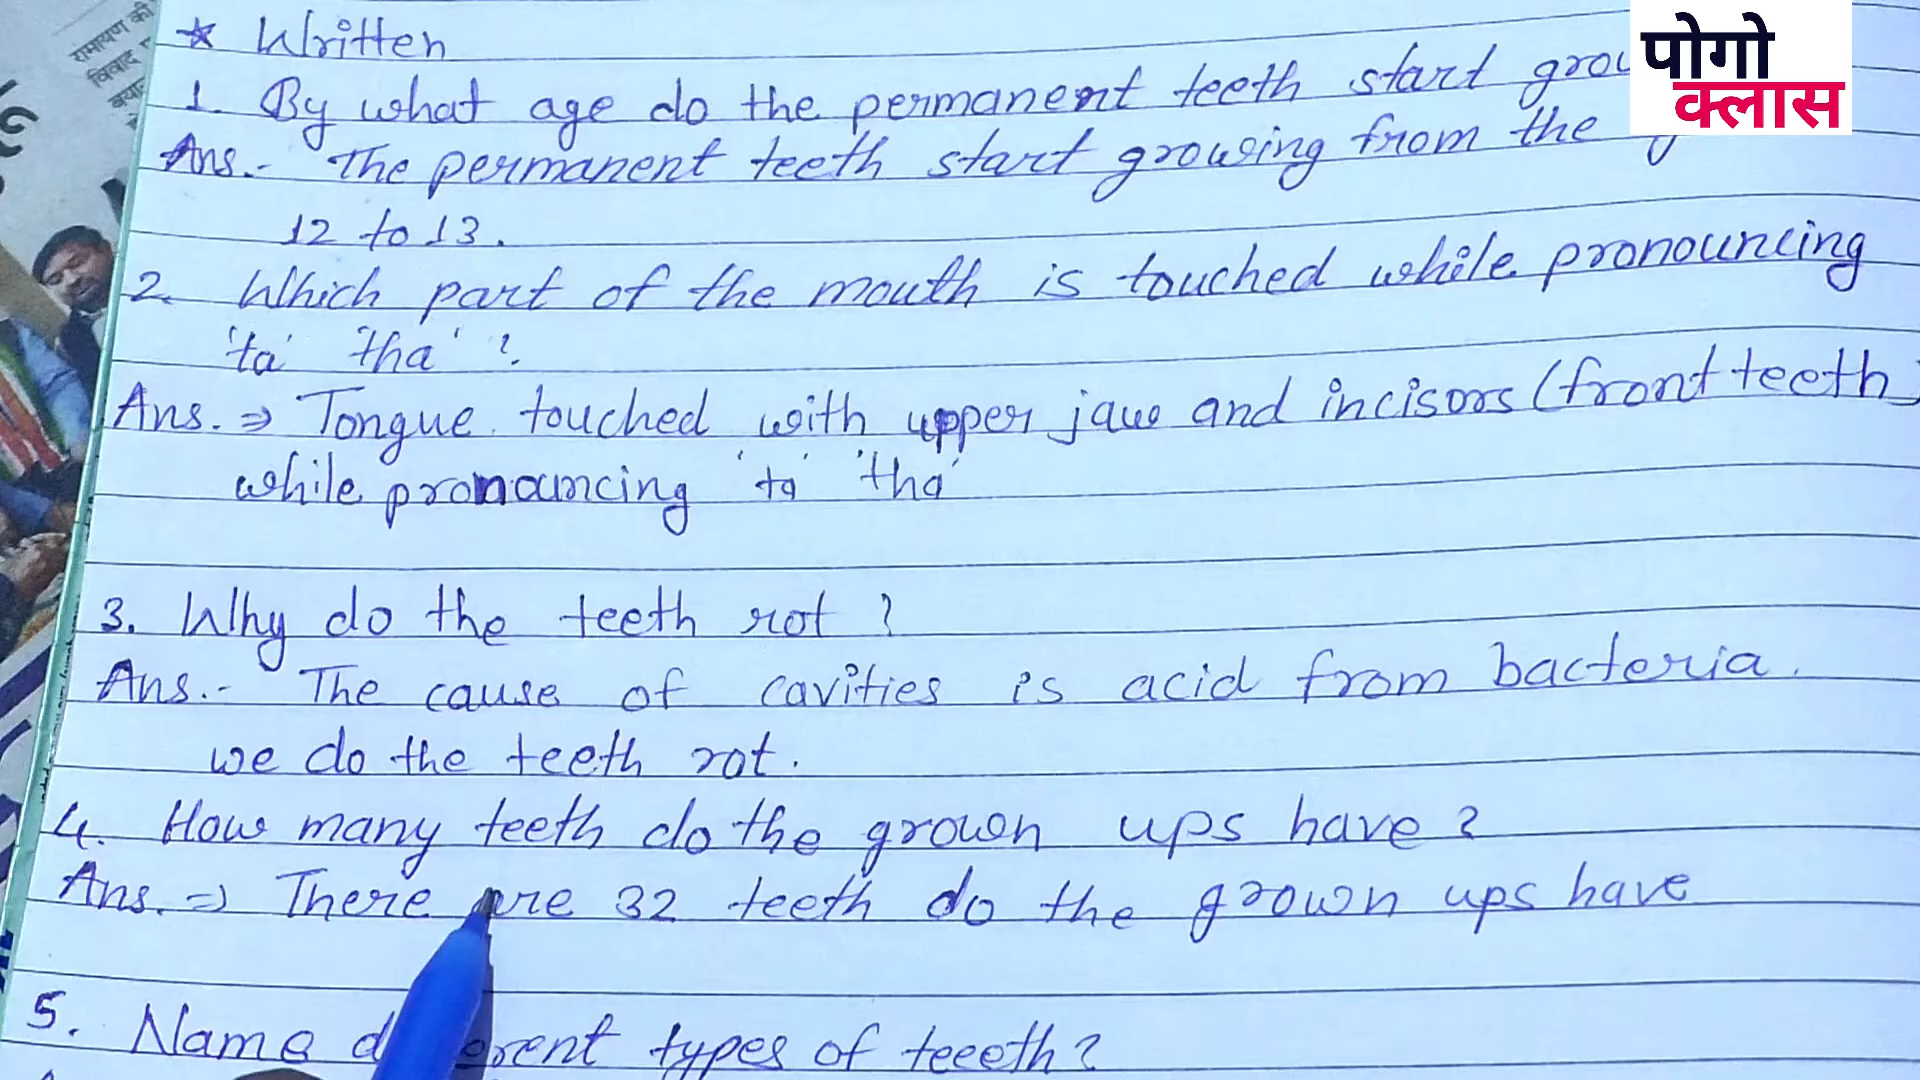 रामायण की
विवाद
पोगो
क्लास
* Written
1. By what age do the permanent teeth start
Ans.- The permanent teeth start growing from the
12 to 13.
2. Which part of the mouth is touched while pronouncing
'ta' 'tha' ?
Ans. ⇒ Tongue touched with upper jaw and incisors (front teeth)
while pronouncing 'ta' 'tha'
3. Why do the teeth rot ?
Ans.- The cause of cavities is acid from bacteria.
we do the teeth rot.
4. How many teeth do the grown ups have ?
Ans. ⇒ There are 32 teeth do the grown ups have
5. Name types of teeeth ?